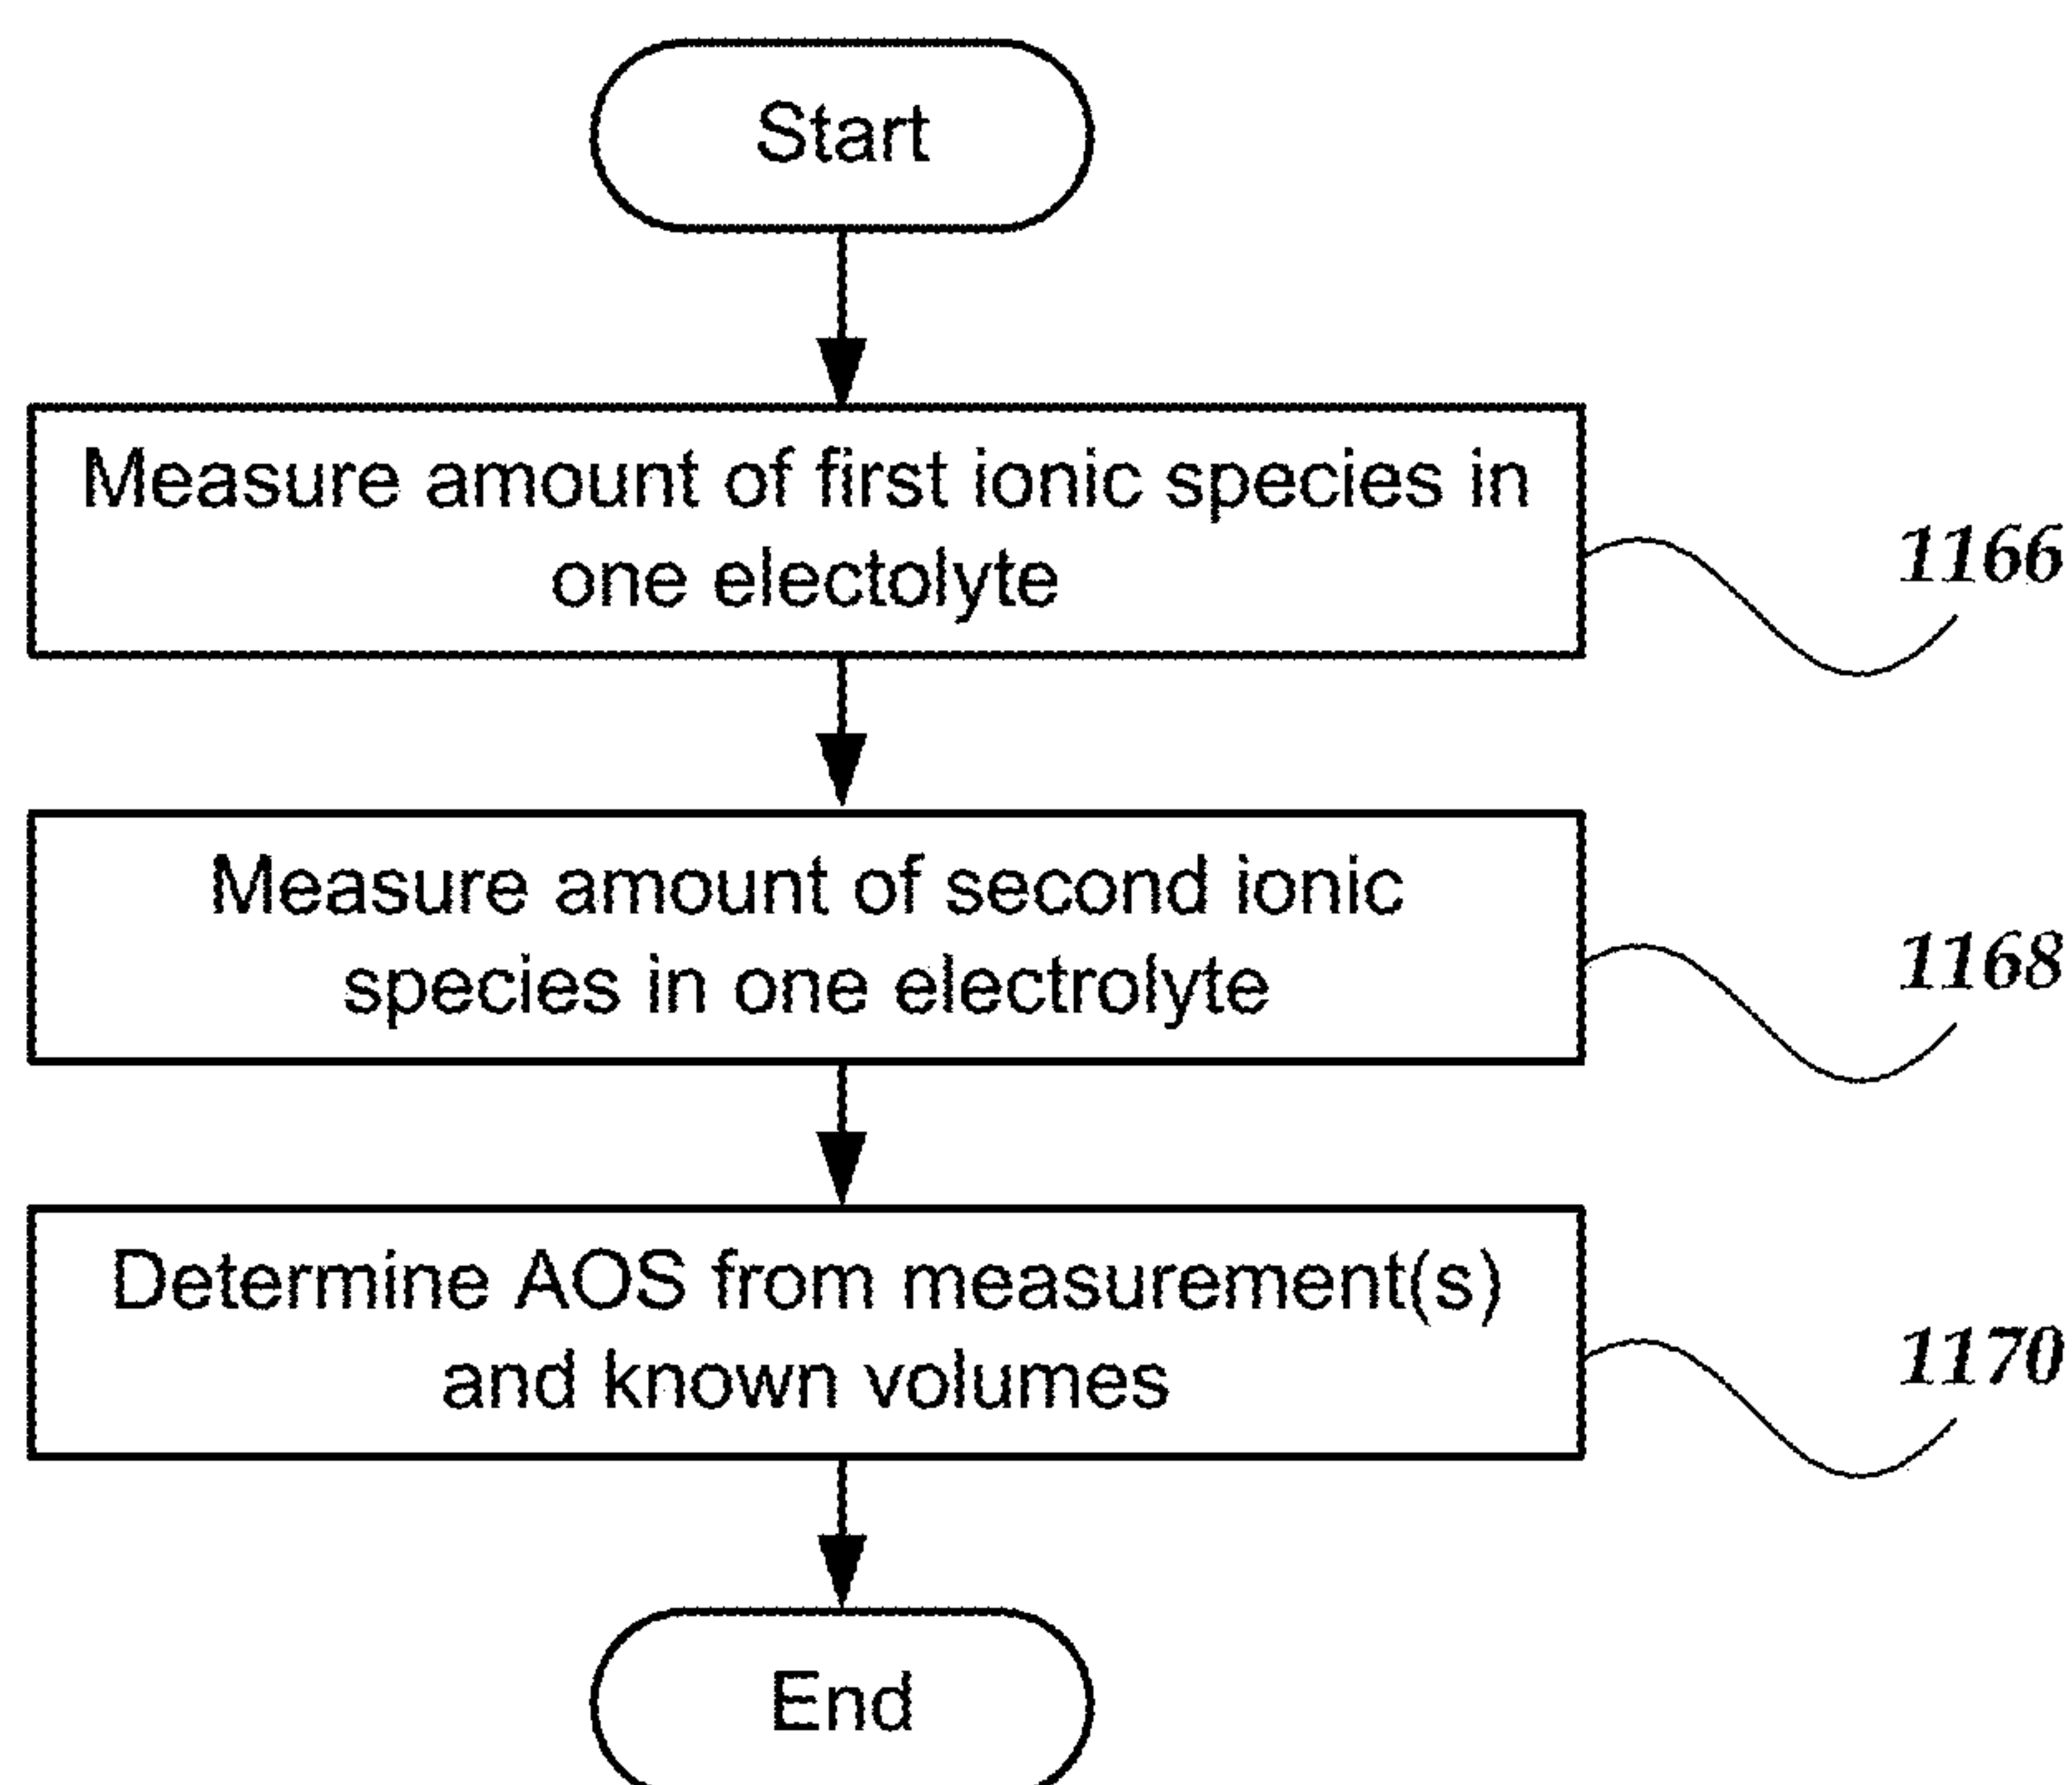 Start
Measure amount of first ionic species in
one electolyte
1166
Measure amount of second ionic
species in one electrolyte
1168
Determine AOS from measurement(s)
and known volumes
1170
End